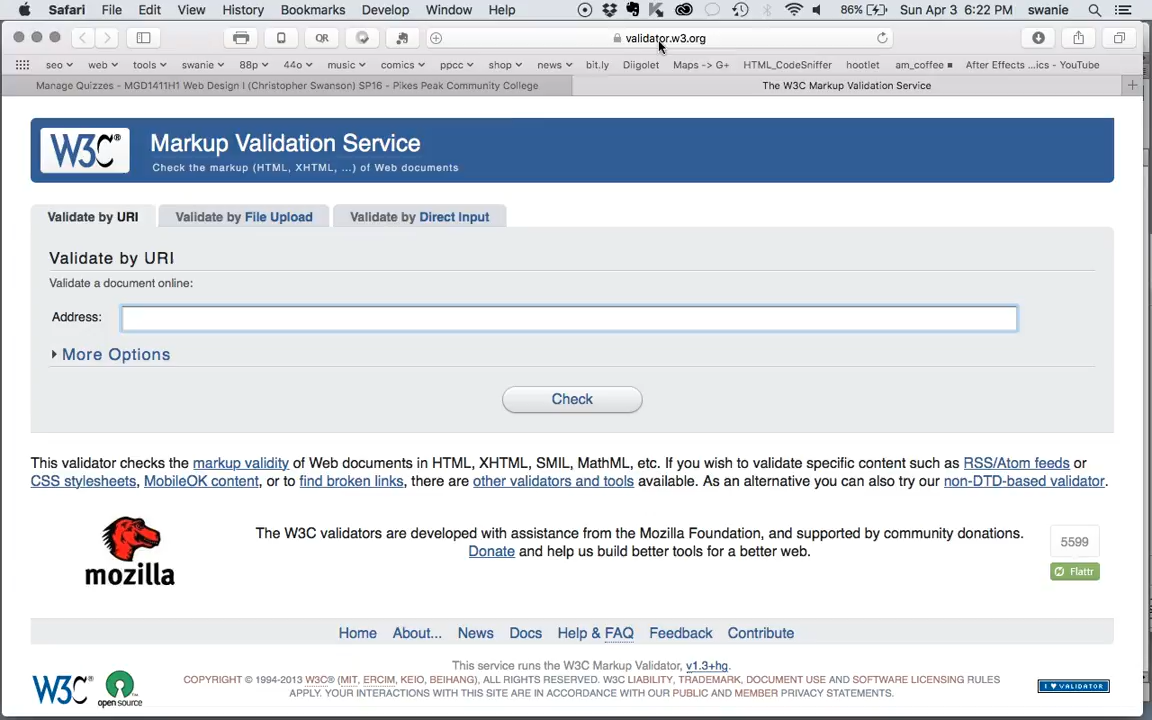 Safari File Edit View History Bookmarks Develop Window Help 86% Sun Apr 3 6:22 PM swanie
QR validator.w3.org
seo web tools swanie 88p 44o music comics ppcc shop news bit.ly Diigolet Maps -> G+ HTML_CodeSniffer hootlet am_coffee After Effects ...ics - YouTube
Manage Quizzes - MGD1411H1 Web Design I (Christopher Swanson) SP16 - Pikes Peak Community College The W3C Markup Validation Service
W3C® Markup Validation Service
Check the markup (HTML, XHTML, ...) of Web documents
Validate by URI Validate by File Upload Validate by Direct Input
Validate by URI
Validate a document online:
Address:
More Options
Check
This validator checks the markup validity of Web documents in HTML, XHTML, SMIL, MathML, etc. If you wish to validate specific content such as RSS/Atom feeds or
CSS stylesheets, MobileOK content, or to find broken links, there are other validators and tools available. As an alternative you can also try our non-DTD-based validator.
The W3C validators are developed with assistance from the Mozilla Foundation, and supported by community donations.
Donate and help us build better tools for a better web.
mozilla
5599
Flattr
Home About... News Docs Help & FAQ Feedback Contribute
This service runs the W3C Markup Validator, v1.3+hg.
COPYRIGHT © 1994-2013 W3C® (MIT, ERCIM, KEIO, BEIHANG), ALL RIGHTS RESERVED. W3C LIABILITY, TRADEMARK, DOCUMENT USE AND SOFTWARE LICENSING RULES
APPLY. YOUR INTERACTIONS WITH THIS SITE ARE IN ACCORDANCE WITH OUR PUBLIC AND MEMBER PRIVACY STATEMENTS.
W3C® open source
I ♥ VALIDATOR